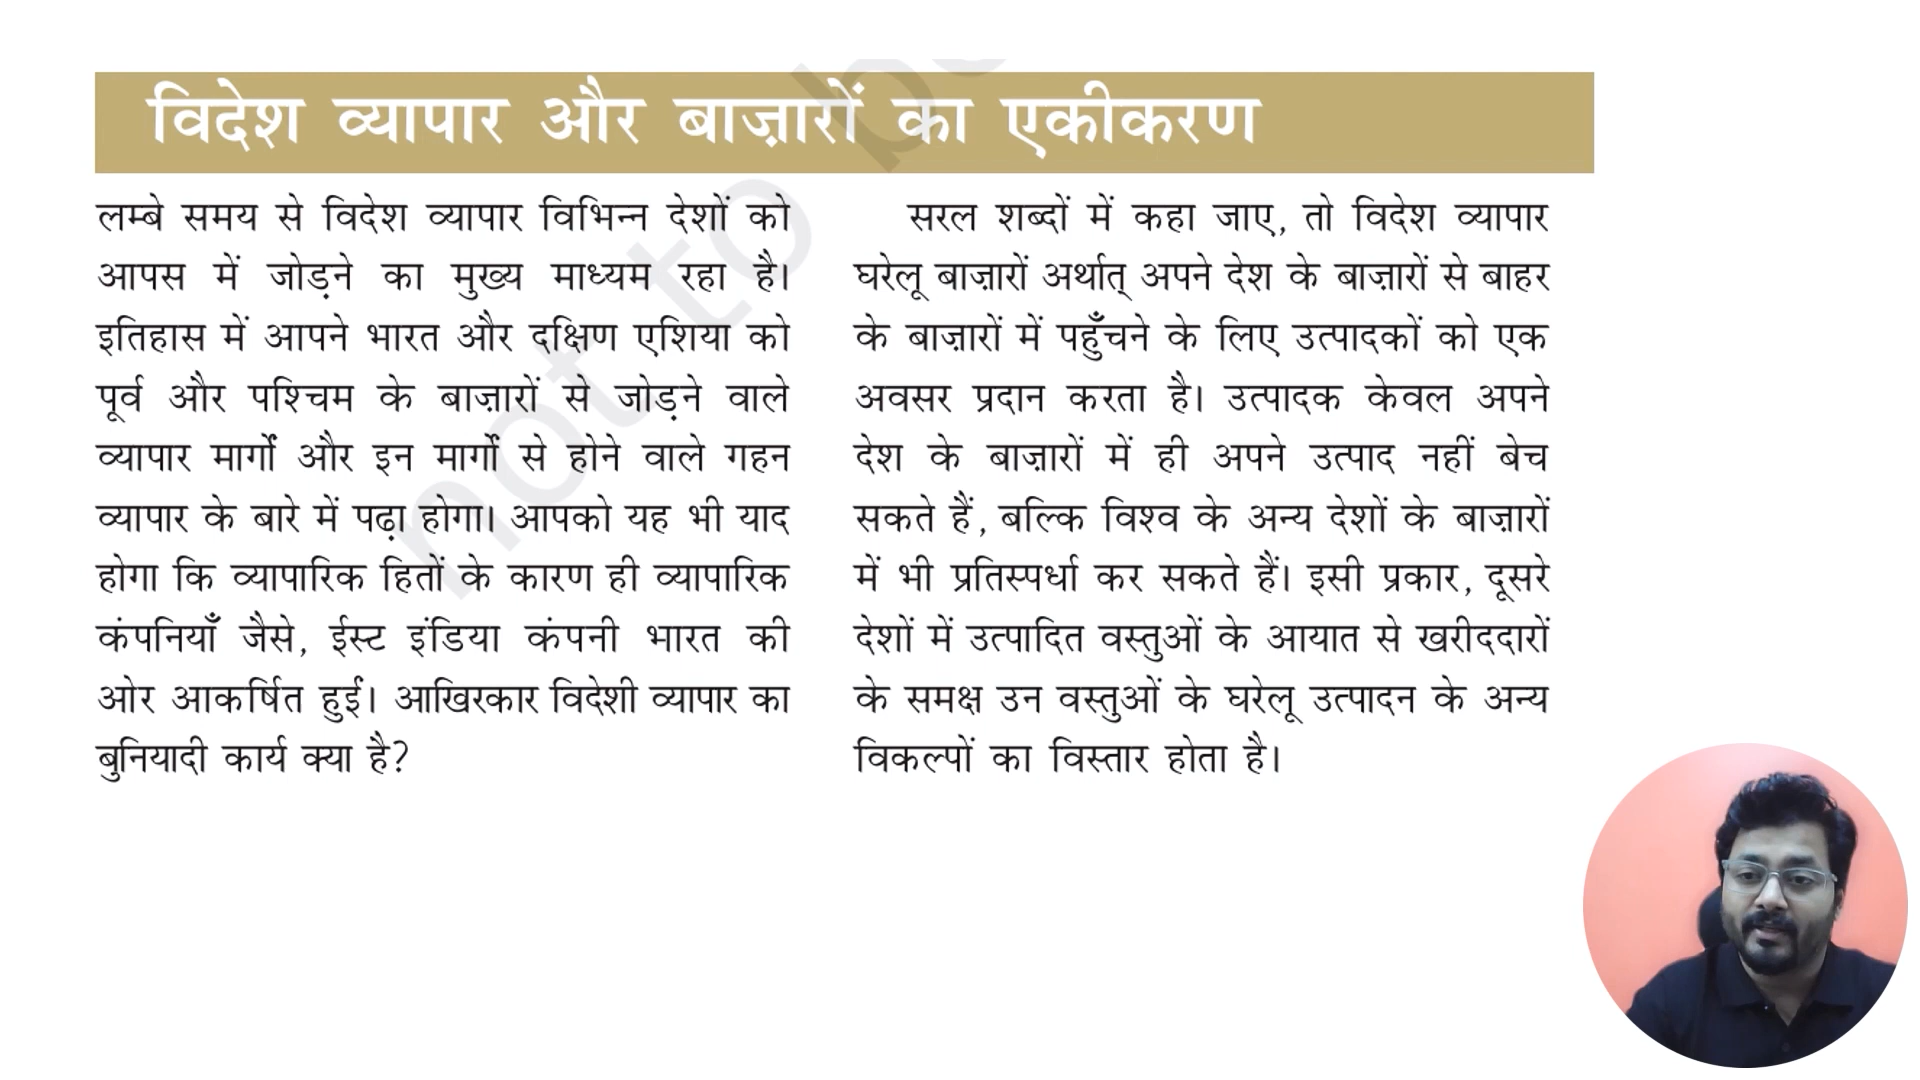 विदेश व्यापार और बाज़ारों का एकीकरण
लम्बे समय से विदेश व्यापार विभिन्न देशों को
आपस में जोड़ने का मुख्य माध्यम रहा है।
इतिहास में आपने भारत और दक्षिण एशिया को
पूर्व और पश्चिम के बाज़ारों से जोड़ने वाले
व्यापार मार्गों और इन मार्गों से होने वाले गहन
व्यापार के बारे में पढ़ा होगा। आपको यह भी याद
होगा कि व्यापारिक हितों के कारण ही व्यापारिक
कंपनियाँ जैसे, ईस्ट इंडिया कंपनी भारत की
ओर आकर्षित हुईं। आखिरकार विदेशी व्यापार का
बुनियादी कार्य क्या है?
सरल शब्दों में कहा जाए, तो विदेश व्यापार
घरेलू बाज़ारों अर्थात् अपने देश के बाज़ारों से बाहर
के बाज़ारों में पहुँचने के लिए उत्पादकों को एक
अवसर प्रदान करता है। उत्पादक केवल अपने
देश के बाज़ारों में ही अपने उत्पाद नहीं बेच
सकते हैं, बल्कि विश्व के अन्य देशों के बाज़ारों
में भी प्रतिस्पर्धा कर सकते हैं। इसी प्रकार, दूसरे
देशों में उत्पादित वस्तुओं के आयात से खरीददारों
के समक्ष उन वस्तुओं के घरेलू उत्पादन के अन्य
विकल्पों का विस्तार होता है।
not to be